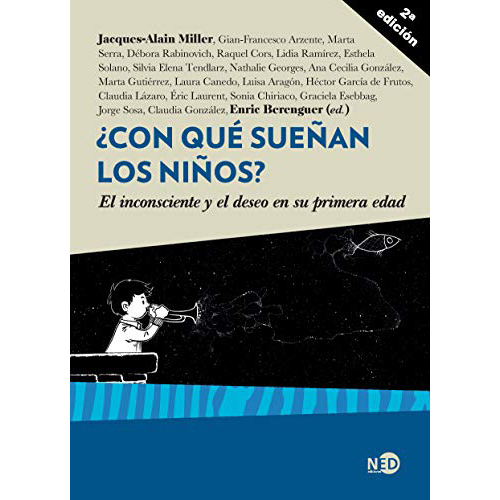 2ª
edición
Jacques-Alain Miller, Gian-Francesco Arzente, Marta
Serra, Débora Rabinovich, Raquel Cors, Lidia Ramírez, Esthela
Solano, Silvia Elena Tendlarz, Nathalie Georges, Ana Cecilia González,
Marta Gutiérrez, Laura Canedo, Luisa Aragón, Héctor García de Frutos,
Claudia Lázaro, Éric Laurent, Sonia Chiriaco, Graciela Esebbag,
Jorge Sosa, Claudia González, Enric Berenguer (ed.)
¿CON QUÉ SUEÑAN
LOS NIÑOS?
El inconsciente y el deseo en su primera edad
NED
ediciones